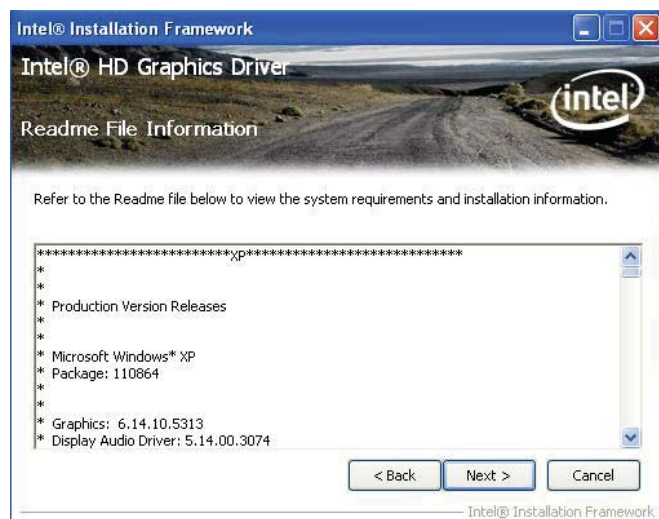 Intel® Installation Framework
Intel® HD Graphics Driver
intel
Readme File Information
Refer to the Readme file below to view the system requirements and installation information.
*************************XP****************************
*
*
* Production Version Releases
*
*
* Microsoft Windows* XP
* Package: 110864
*
*
* Graphics: 6.14.10.5313
* Display Audio Driver: 5.14.00.3074
< Back
Next >
Cancel
Intel® Installation Framework